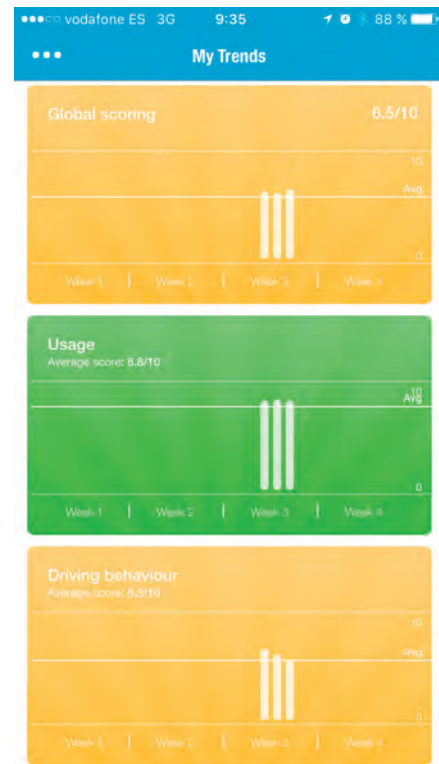 vodafone ES 3G 9:35 88 %
My Trends
Global scoring 6.5/10
10
Avg
0
Week 1 Week 2 Week 3 Week 4
Usage
Average score: 8.8/10
10
Avg
0
Week 1 Week 2 Week 3 Week 4
Driving behaviour
Average score: 6.3/10
10
Avg
0
Week 1 Week 2 Week 3 Week 4